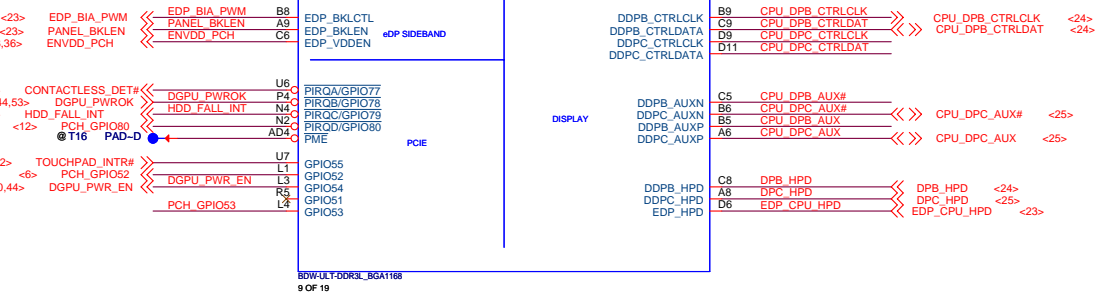 <23> EDP_BIA_PWM EDP_BIA_PWM B8 EDP_BKLCTL
<23> PANEL_BKLEN PANEL_BKLEN A9 EDP_BKLEN
,36> ENVDD_PCH ENVDD_PCH C6 EDP_VDDEN
eDP SIDEBAND
CONTACTLESS_DET# U6 PIRQA/GPIO77
44,53> DGPU_PWROK DGPU_PWROK P4 PIRQB/GPIO78
HDD_FALL_INT HDD_FALL_INT N4 PIRQC/GPIO79
<12> PCH_GPIO80 N2 PIRQD/GPIO80
@T16 PAD~D AD4 PME
PCIE
2> TOUCHPAD_INTR# U7 GPIO55
<6> PCH_GPIO52 L1 GPIO52
0,44> DGPU_PWR_EN DGPU_PWR_EN L3 GPIO54
R5 GPIO51
PCH_GPIO53 L4 GPIO53
DISPLAY
DDPB_CTRLCLK B9 CPU_DPB_CTRLCLK CPU_DPB_CTRLCLK <24>
DDPB_CTRLDATA C9 CPU_DPB_CTRLDAT CPU_DPB_CTRLDAT <24>
DDPC_CTRLCLK D9 CPU_DPC_CTRLCLK
DDPC_CTRLDATA D11 CPU_DPC_CTRLDAT
DDPB_AUXN C5 CPU_DPB_AUX#
DDPC_AUXN B6 CPU_DPC_AUX# CPU_DPC_AUX# <25>
DDPB_AUXP B5 CPU_DPB_AUX
DDPC_AUXP A6 CPU_DPC_AUX CPU_DPC_AUX <25>
DDPB_HPD C8 DPB_HPD DPB_HPD <24>
DDPC_HPD A8 DPC_HPD DPC_HPD <25>
EDP_HPD D6 EDP_CPU_HPD EDP_CPU_HPD <23>
BDW-ULT-DDR3L_BGA1168
9 OF 19